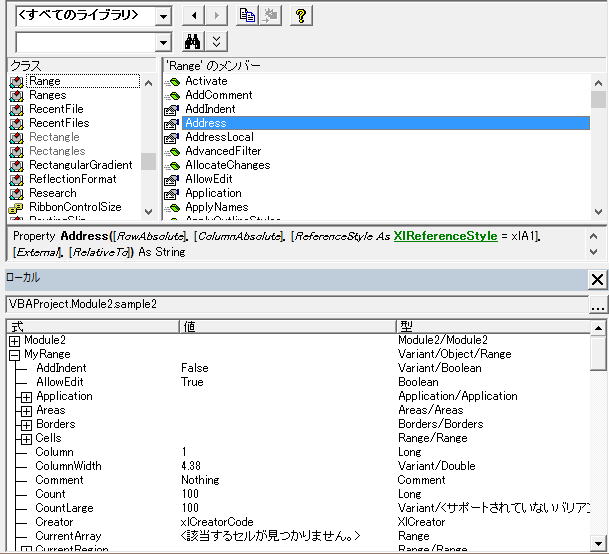 <すべてのライブラリ>
クラス
'Range' のメンバー
Range
Ranges
RecentFile
RecentFiles
Rectangle
Rectangles
RectangularGradient
ReflectionFormat
Research
RibbonControlSize
RoutingSlip
Activate
AddComment
AddIndent
Address
AddressLocal
AdvancedFilter
AllocateChanges
AllowEdit
Application
ApplyNames
ApplyOutlineStyles
Property Address([RowAbsolute], [ColumnAbsolute], [ReferenceStyle As XlReferenceStyle = xlA1],
[External], [RelativeTo]) As String
ローカル
VBAProject.Module2.sample2 ...
式 値 型
Module2 Module2/Module2
MyRange Variant/Object/Range
AddIndent False Variant/Boolean
AllowEdit True Boolean
Application Application/Application
Areas Areas/Areas
Borders Borders/Borders
Cells Range/Range
Column 1 Long
ColumnWidth 4.38 Variant/Double
Comment Nothing Comment
Count 100 Long
CountLarge 100 Variant/<サポートされていないバリア
Creator xlCreatorCode XlCreator
CurrentArray <該当するセルが見つかりません。> Range
CurrentRegion Range/Range